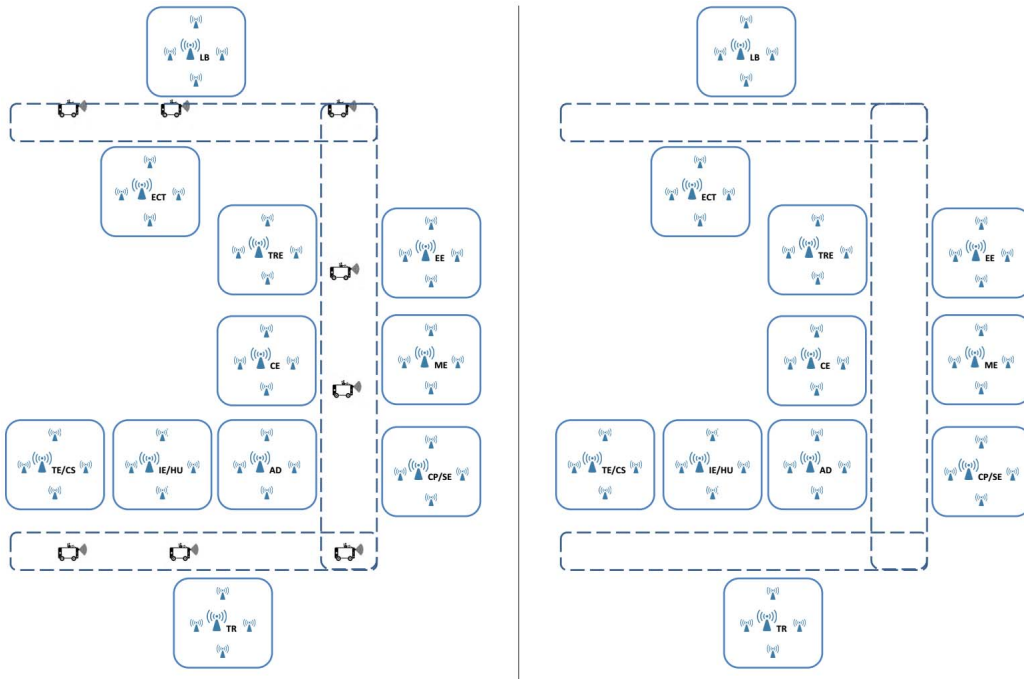 LB
ECT
TRE
EE
CE
ME
TE/CS
IE/HU
AD
CP/SE
TR
LB
ECT
TRE
EE
CE
ME
TE/CS
IE/HU
AD
CP/SE
TR